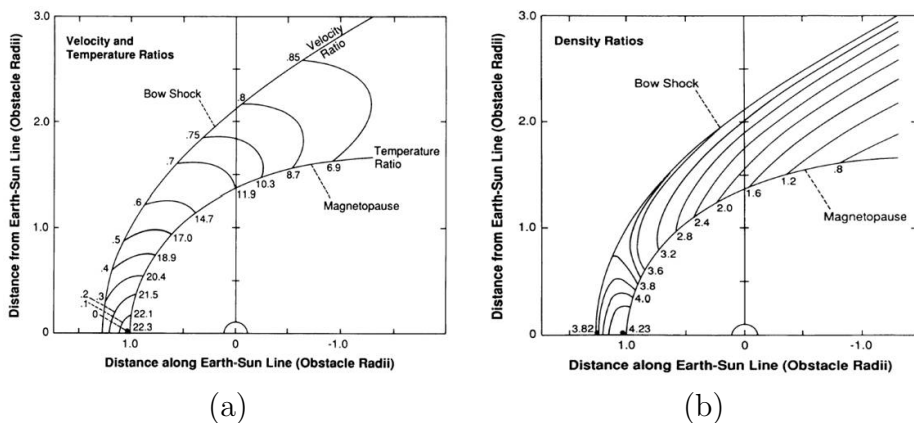 3.0
2.0
1.0
0
Distance from Earth-Sun Line (Obstacle Radii)
Velocity and
Temperature Ratios
Bow Shock
Velocity
Ratio
.85
.8
.75
.7
.6
.5
.4
.3
.2
.1
0
Temperature
Ratio
6.9
8.7
10.3
11.9
14.7
17.0
18.9
20.4
21.5
22.1
22.3
Magnetopause
1.0
0
-1.0
Distance along Earth-Sun Line (Obstacle Radii)
(a)
3.0
2.0
1.0
0
Distance from Earth-Sun Line (Obstacle Radii)
Density Ratios
Bow Shock
.8
1.2
1.6
2.0
2.4
2.8
3.2
3.6
3.8
4.0
3.82
4.23
Magnetopause
1.0
0
-1.0
Distance along Earth-Sun Line (Obstacle Radii)
(b)